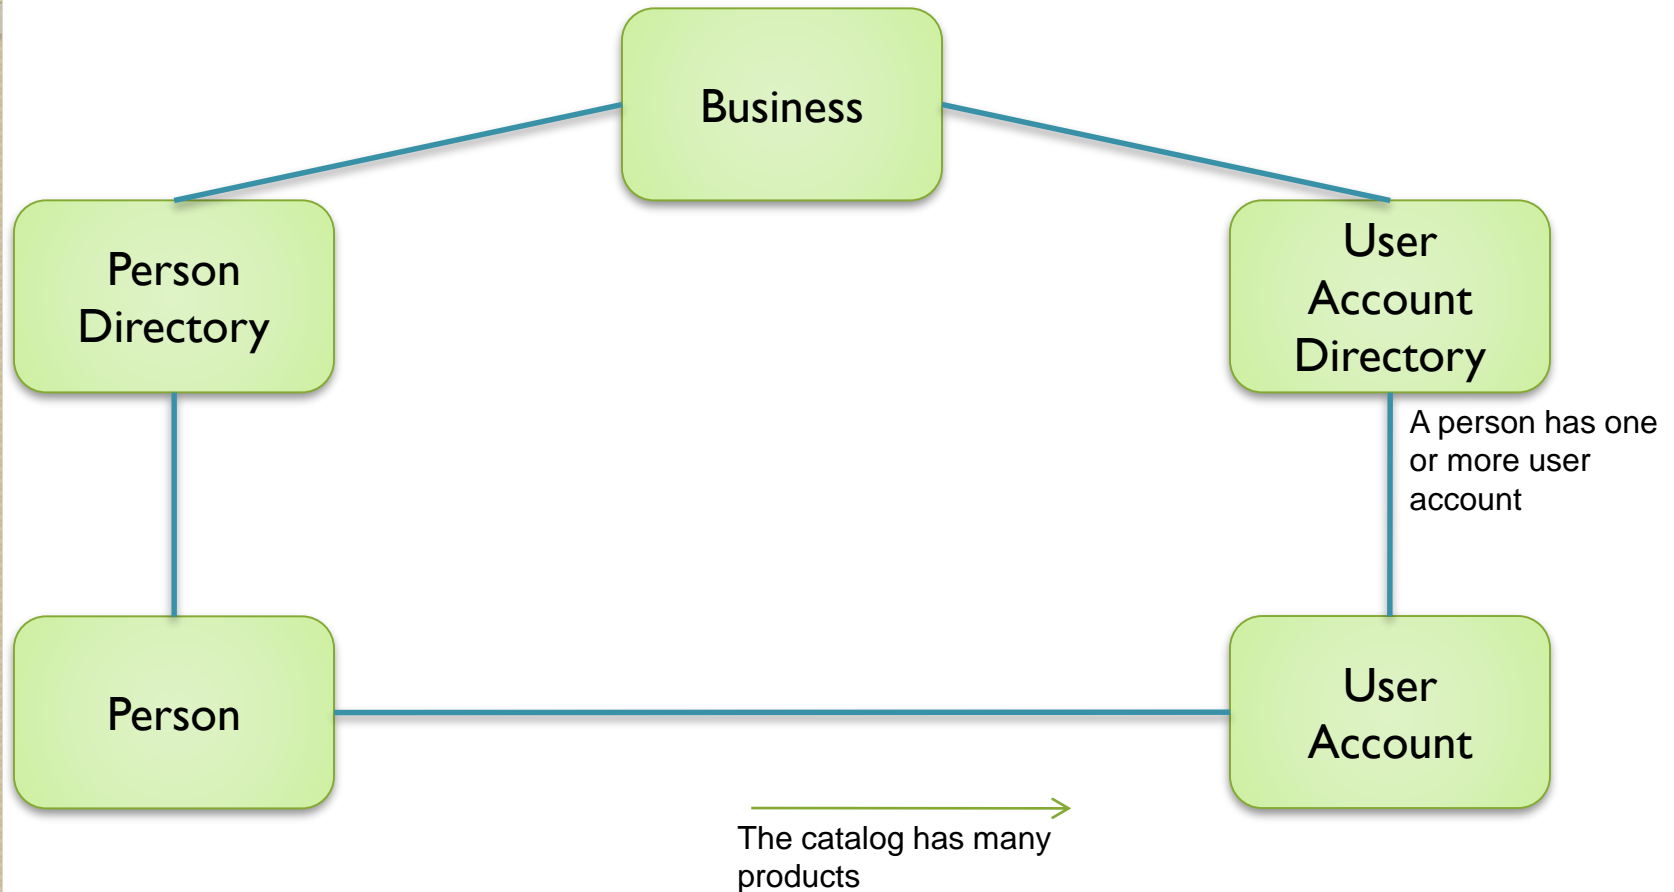 Business
Person
Directory
User
Account
Directory
A person has one
or more user
account
Person
User
Account
The catalog has many
products